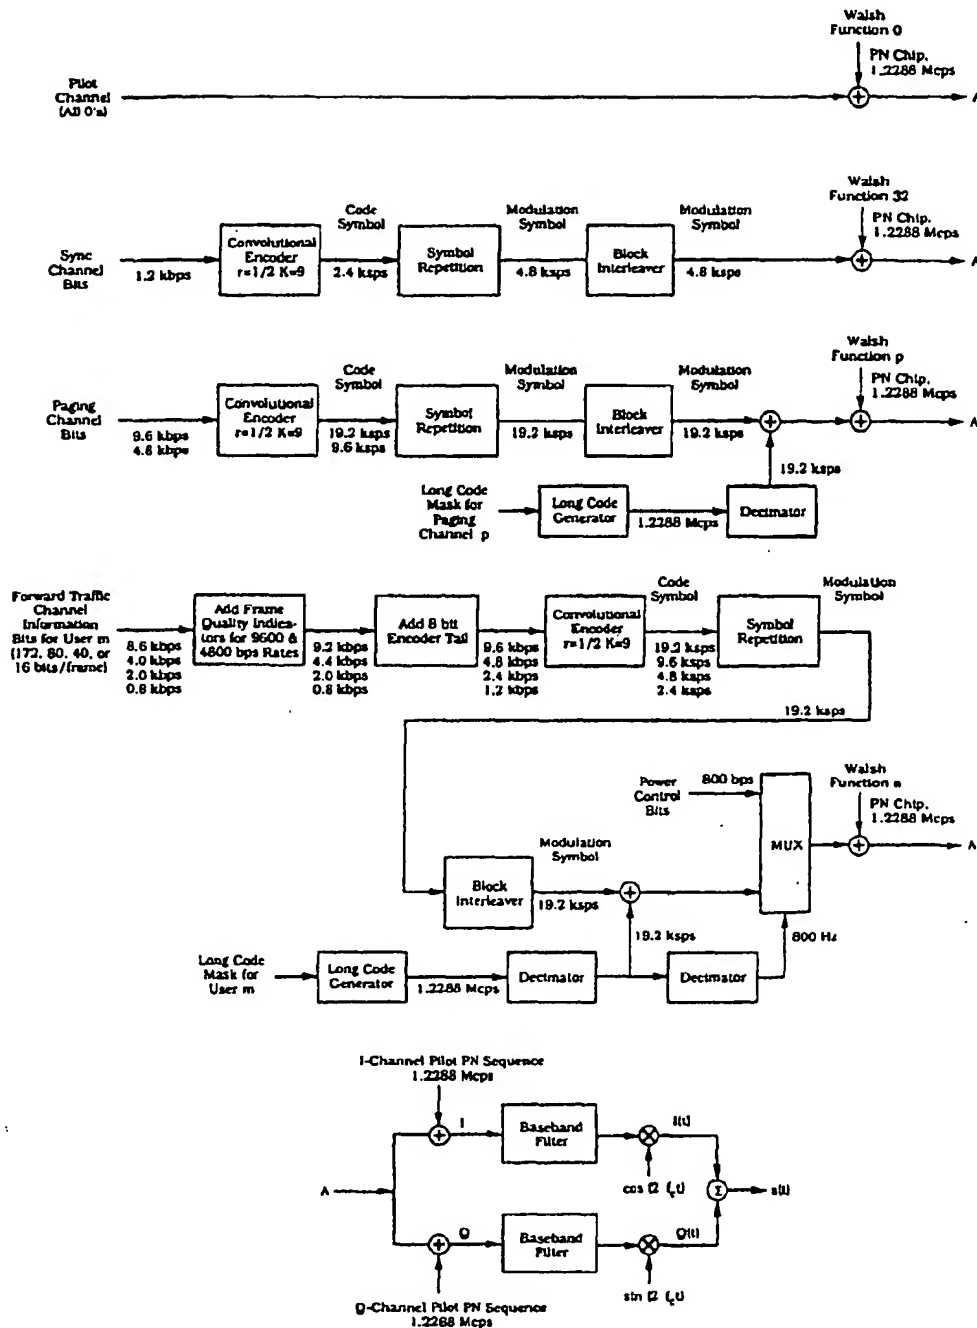 Walsh
Function 0
PN Chip,
1.2288 Mcps
Pilot
Channel
(All 0's)
A
Walsh
Function 32
PN Chip,
1.2288 Mcps
Sync
Channel
Bits
1.2 kbps
Convolutional
Encoder
r=1/2 K=9
Code
Symbol
2.4 ksps
Symbol
Repetition
Modulation
Symbol
4.8 ksps
Block
Interleaver
Modulation
Symbol
4.8 ksps
A
Walsh
Function p
PN Chip,
1.2288 Mcps
Paging
Channel
Bits
9.6 kbps
4.8 kbps
Convolutional
Encoder
r=1/2 K=9
Code
Symbol
19.2 ksps
9.6 ksps
Symbol
Repetition
Modulation
Symbol
19.2 ksps
Block
Interleaver
Modulation
Symbol
19.2 ksps
A
19.2 ksps
Long Code
Mask for
Paging
Channel p
Long Code
Generator
1.2288 Mcps
Decimator
Forward Traffic
Channel
Information
Bits for User m
(172, 80, 40, or
16 bits/frame)
8.6 kbps
4.0 kbps
2.0 kbps
0.8 kbps
Add Frame
Quality Indica-
tors for 9600 &
4800 bps Rates
9.2 kbps
4.4 kbps
2.0 kbps
0.8 kbps
Add 8 bit
Encoder Tail
9.6 kbps
4.8 kbps
2.4 kbps
1.2 kbps
Convolutional
Encoder
r=1/2 K=9
Code
Symbol
19.2 ksps
9.6 ksps
4.8 ksps
2.4 ksps
Symbol
Repetition
Modulation
Symbol
19.2 ksps
Power
Control
Bits
800 bps
MUX
Walsh
Function n
PN Chip,
1.2288 Mcps
A
Block
Interleaver
Modulation
Symbol
19.2 ksps
19.2 ksps
800 Hz
Long Code
Mask for
User m
Long Code
Generator
1.2288 Mcps
Decimator
Decimator
I-Channel Pilot PN Sequence
1.2288 Mcps
I
Baseband
Filter
I(t)
cos (2 f_c t)
A
Σ
s(t)
Q
Baseband
Filter
Q(t)
sin (2 f_c t)
Q-Channel Pilot PN Sequence
1.2288 Mcps